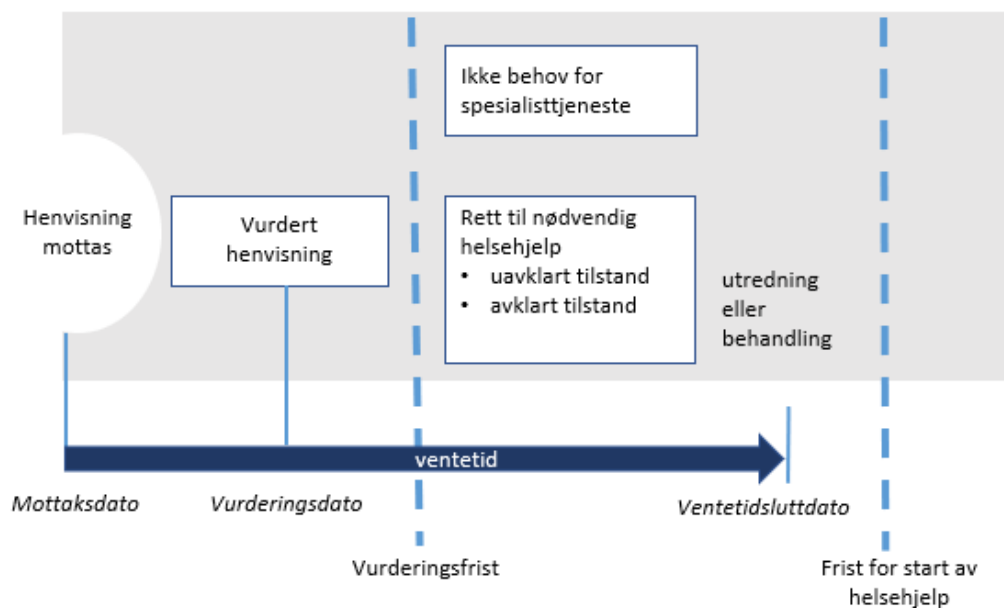 Ikke behov for
spesialisttjeneste
Henvisning
mottas
Vurdert
henvisning
Rett til nødvendig
helsehjelp
• uavklart tilstand
• avklart tilstand
utredning
eller
behandling
ventetid
Mottaksdato
Vurderingsdato
Ventetidsluttdato
Vurderingsfrist
Frist for start av
helsehjelp